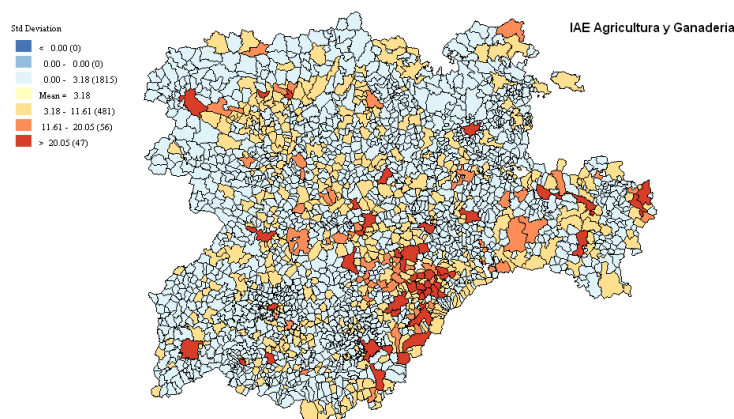 IAE Agricultura y Ganadería
Std Deviation
< 0.00 (0)
0.00 - 0.00 (0)
0.00 - 3.18 (1815)
Mean = 3.18
3.18 - 11.61 (481)
11.61 - 20.05 (56)
> 20.05 (47)